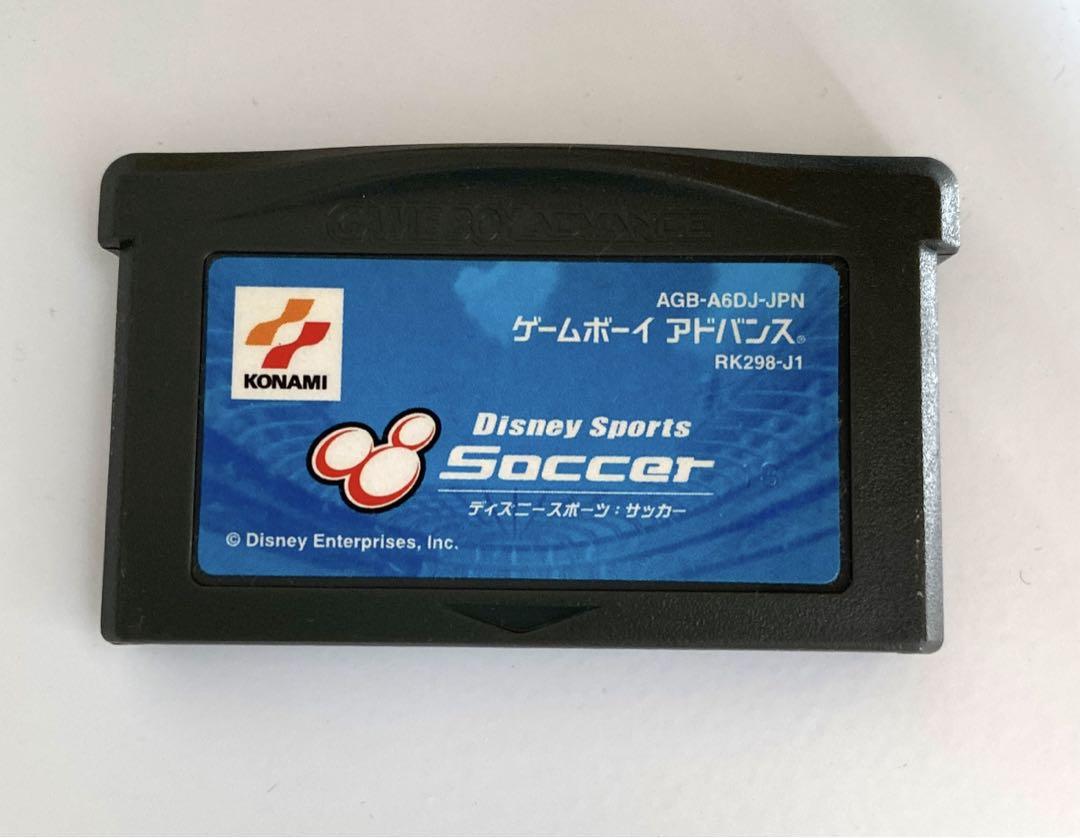 GAME BOY ADVANCE
KONAMI
AGB-A6DJ-JPN
ゲームボーイ アドバンス®
RK298-J1
Disney Sports
Soccer
ディズニースポーツ：サッカー
© Disney Enterprises, Inc.